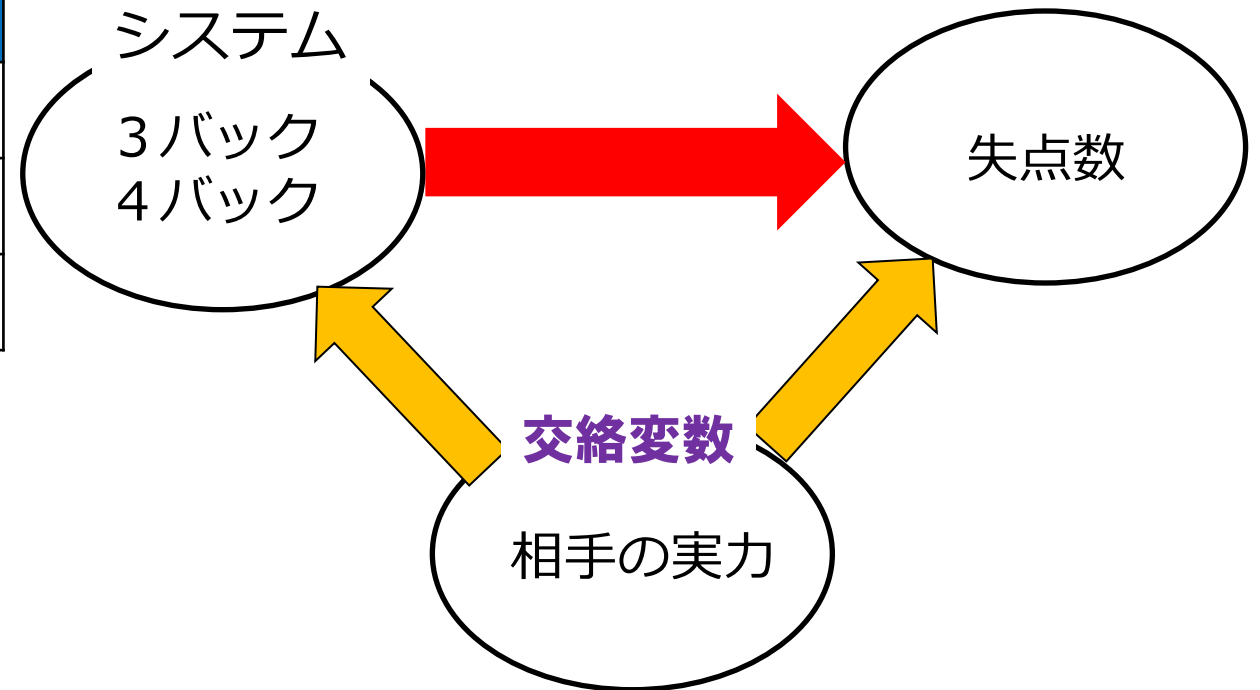 システム
３バック
４バック
失点数
交絡変数
相手の実力